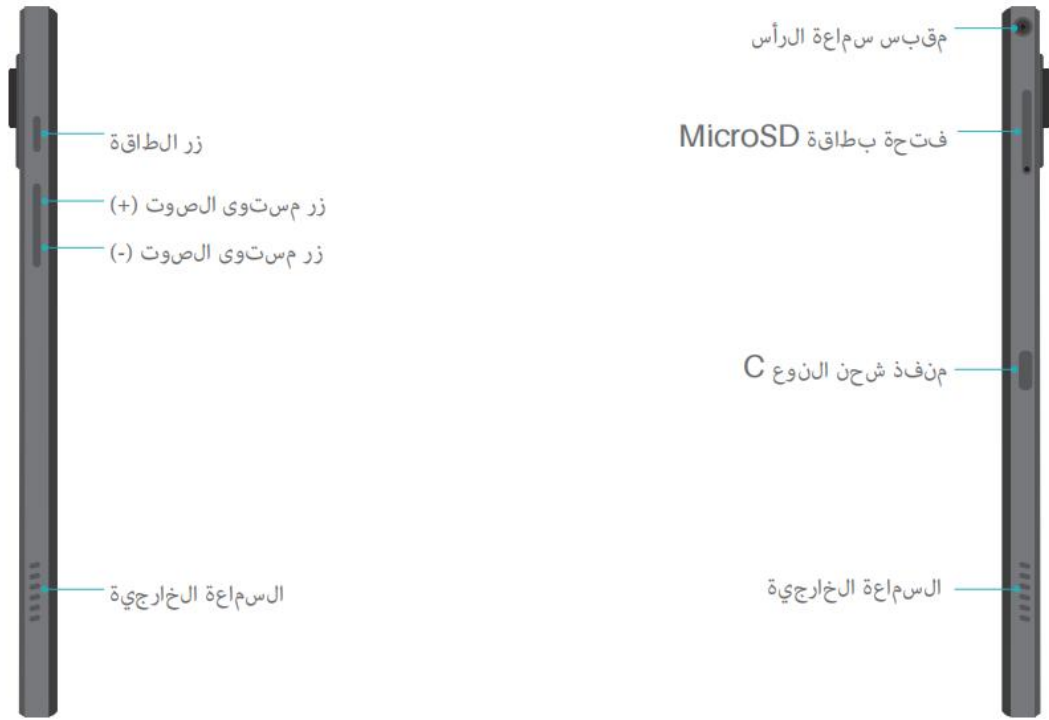 مقبس سماعة الرأس
فتحة بطاقة MicroSD
زر الطاقة
زر مستوى الصوت (+)
زر مستوى الصوت (-)
منفذ شحن النوع C
السماعة الخارجية
السماعة الخارجية